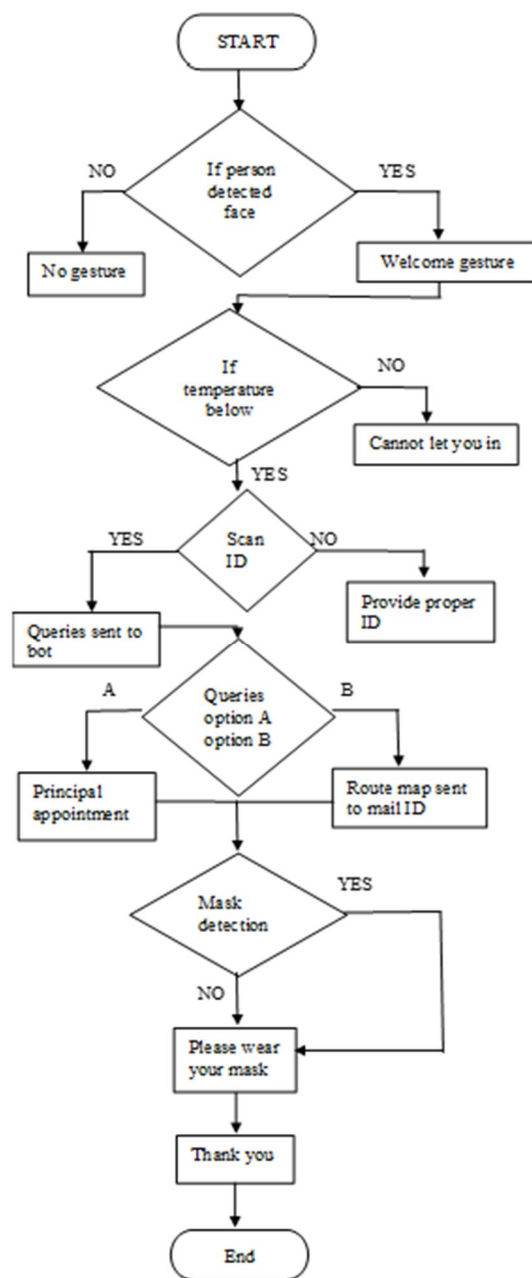 START
NO
If person
detected
face
YES
No gesture
Welcome gesture
If
temperature
below
NO
Cannot let you in
YES
YES
Scan
ID
NO
Queries sent to
bot
Provide proper
ID
A
Queries
option A
option B
B
Principal
appointment
Route map sent
to mail ID
Mask
detection
YES
NO
Please wear
your mask
Thank you
End